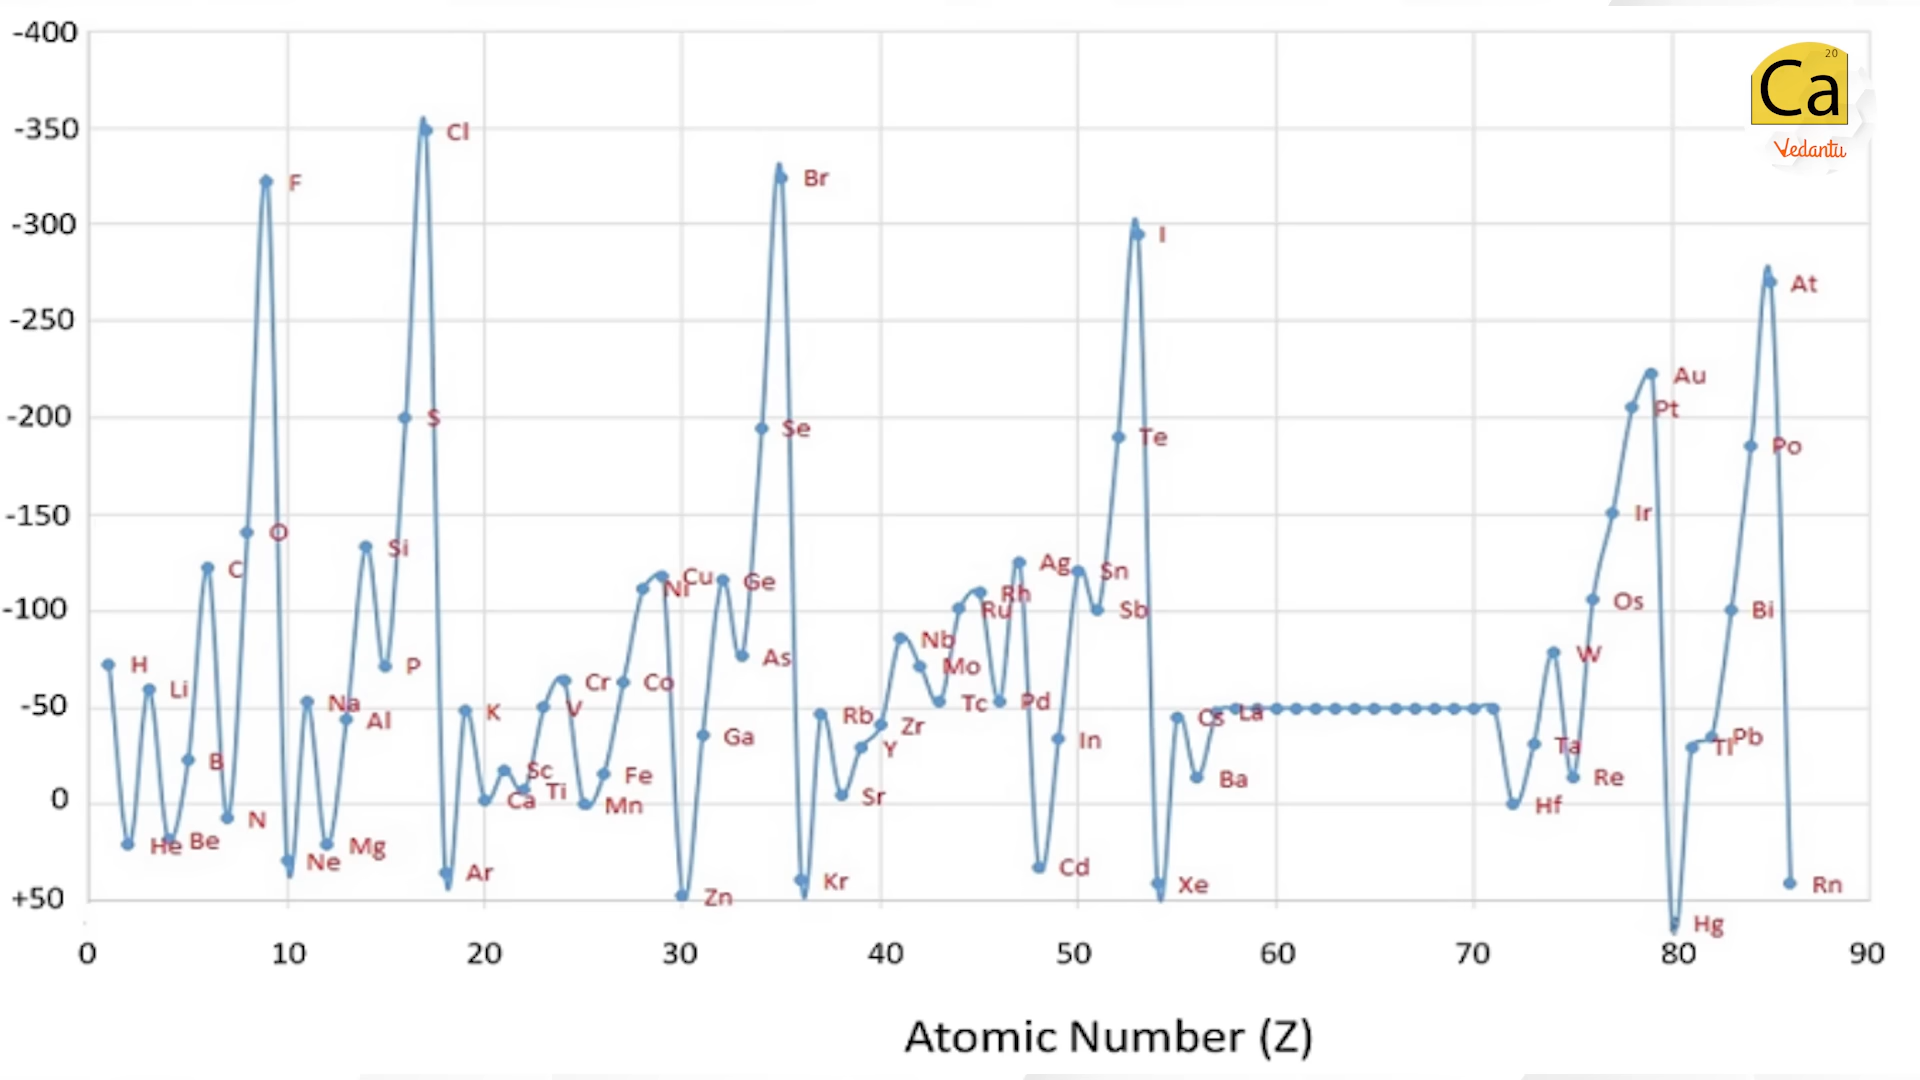 -400
-350
-300
-250
-200
-150
-100
-50
0
+50
0 10 20 30 40 50 60 70 80 90
Atomic Number (Z)
H
He
Li
Be
B
C
N
O
F
Ne
Na
Mg
Al
Si
P
S
Cl
Ar
K
Ca
Sc
Ti
V
Cr
Mn
Fe
Co
Ni
Cu
Zn
Ga
Ge
As
Se
Br
Kr
Rb
Sr
Y
Zr
Nb
Mo
Tc
Ru
Rh
Pd
Ag
Cd
In
Sn
Sb
Te
I
Xe
Cs
Ba
La
Hf
Ta
W
Re
Os
Ir
Pt
Au
Hg
Tl
Pb
Bi
Po
At
Rn
20
Ca
Vedantu